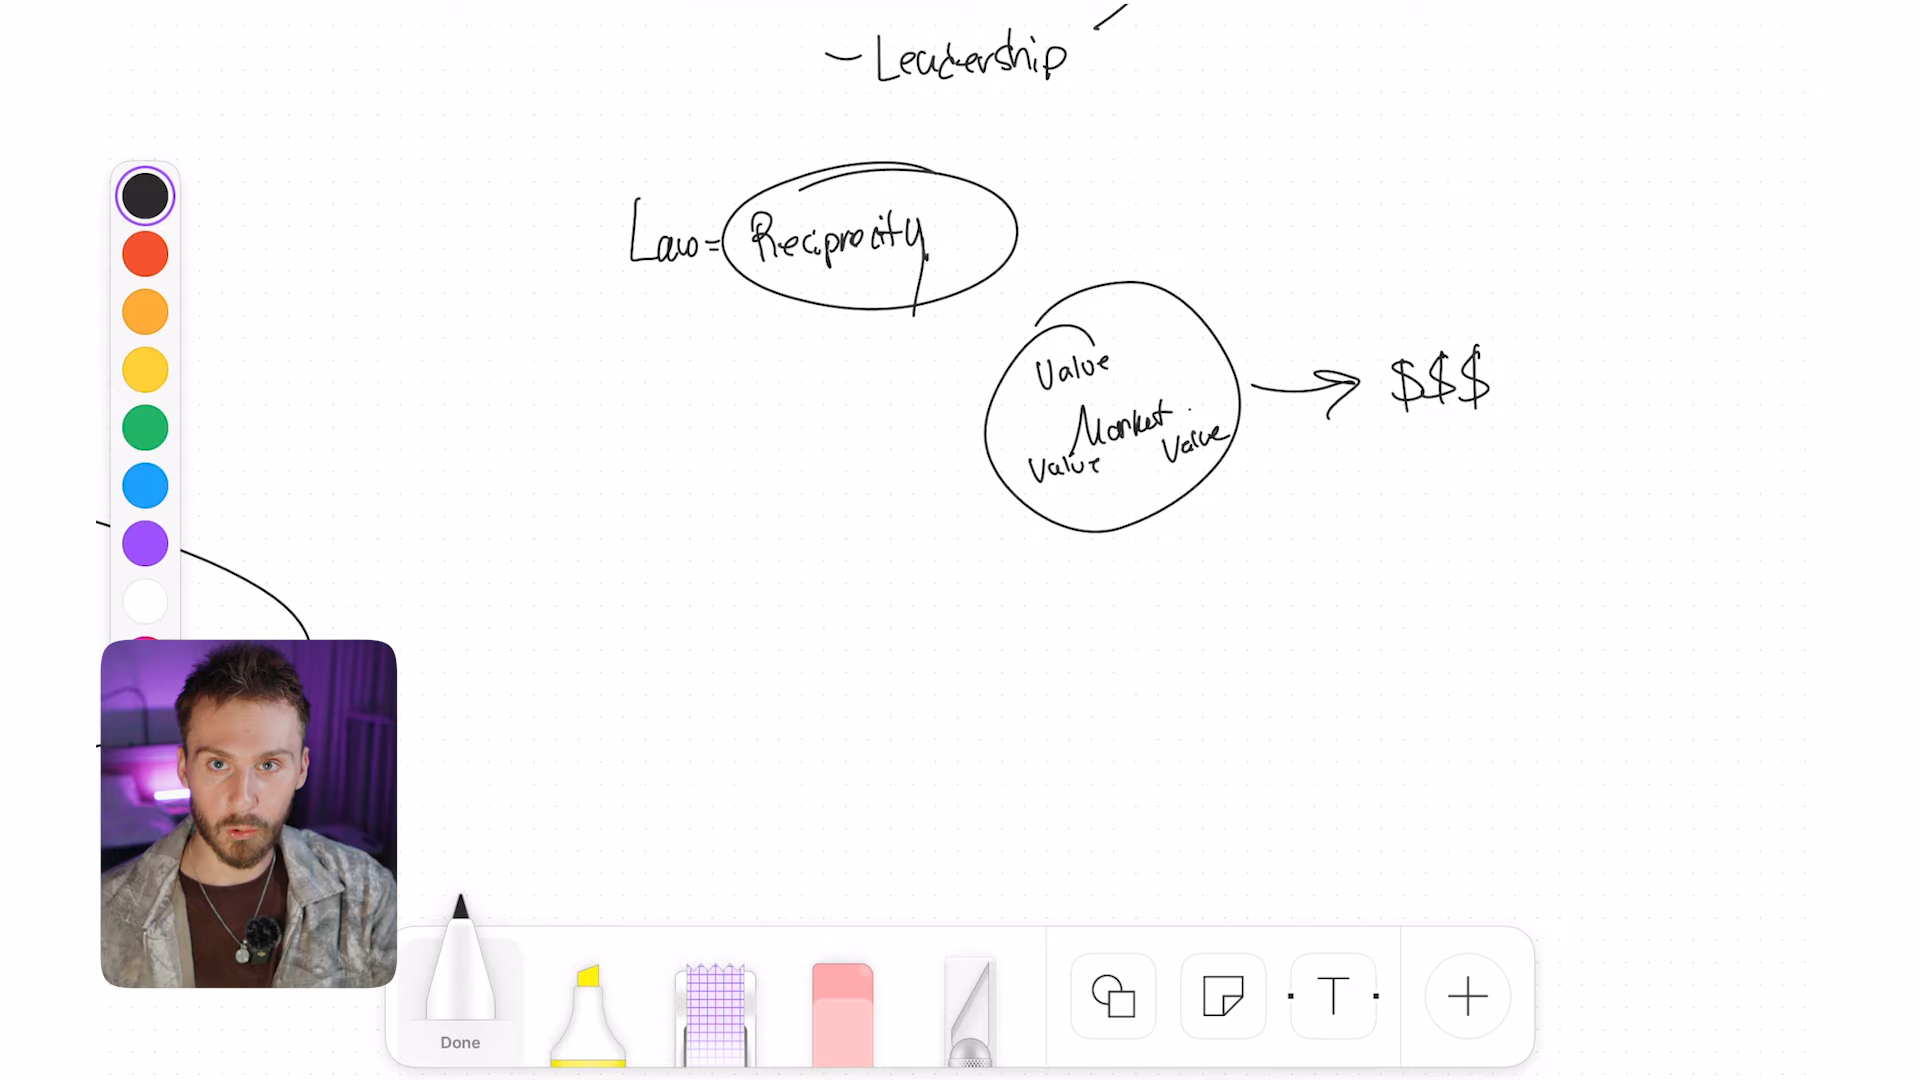 - Leadership
Law = Reciprocity
Value
Market
Value
Value
$$$
Done
T